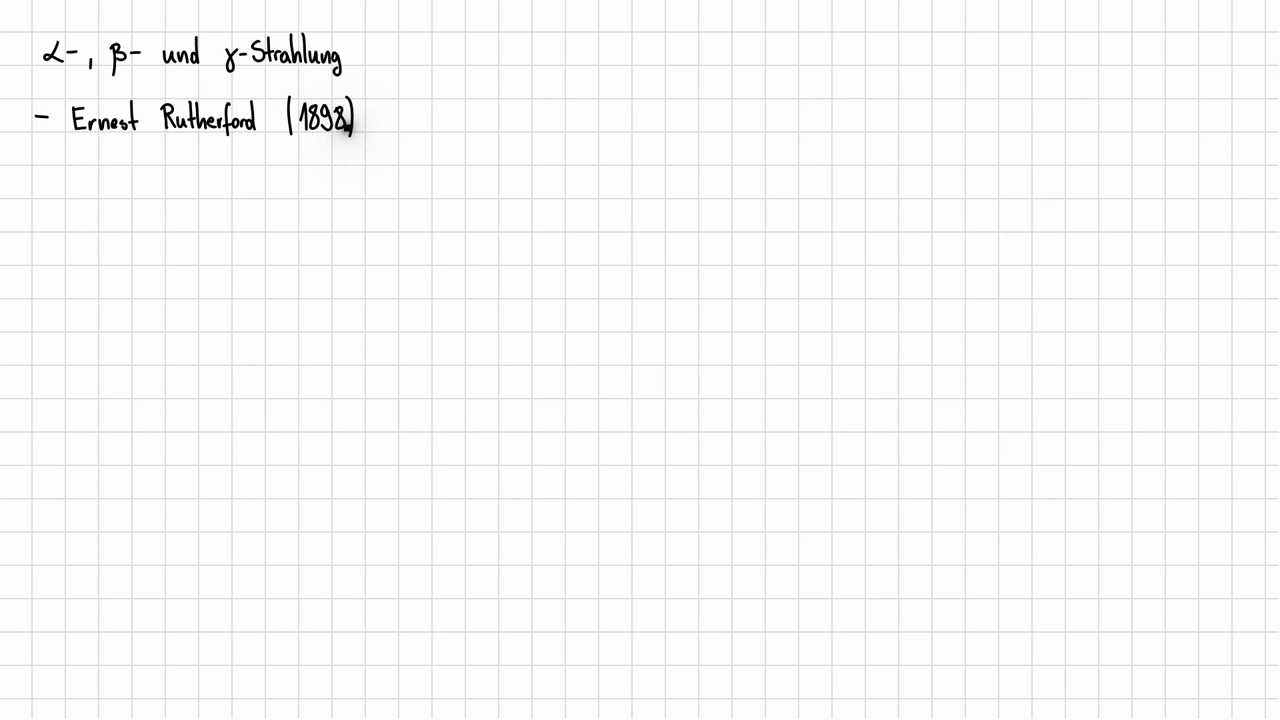 α-, β- und γ-Strahlung
- Ernest Rutherford (1898)